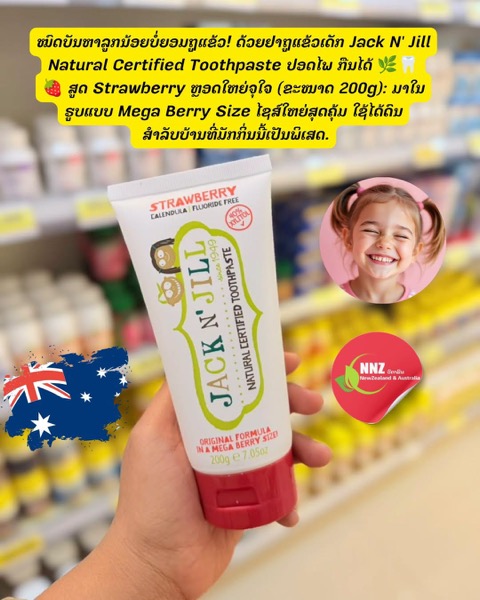 ໝົດບັນຫາລູກນ້ອຍບໍ່ຍອມຖູແຂ້ວ! ດ້ວຍຢາຖູແຂ້ວເດັກ Jack N' Jill
Natural Certified Toothpaste ປອດໄພ ກືນໄດ້ 🌿🦷
🍓 ສູດ Strawberry ຫຼອດໃຫຍ່ຈຸໃຈ (ຂະໜາດ 200g): ມາໃນ
ຮູບແບບ Mega Berry Size ໄຊສ໌ໃຫຍ່ສຸດຄຸ້ມ ໃຊ້ໄດ້ດົນ
ສຳລັບບ້ານທີ່ມັກກິ່ນນີ້ເປັນພິເສດ.
STRAWBERRY
CALENDULA : FLUORIDE FREE
JACK N' JILL
since 1949
NATURAL CERTIFIED TOOTHPASTE
ORIGINAL FORMULA
IN A MEGA BERRY SIZE!
200g e 7.05oz
NNZ
NewZealand & Australia